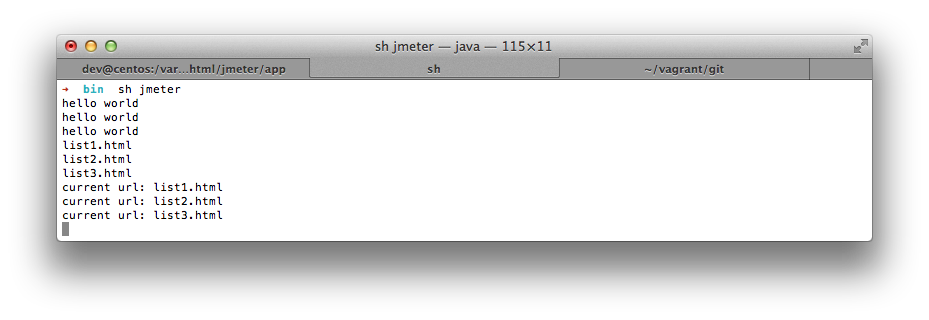 sh jmeter — java — 115×11
dev@centos:/var...html/jmeter/app
sh
~/vagrant/git
➜ bin sh jmeter
hello world
hello world
hello world
list1.html
list2.html
list3.html
current url: list1.html
current url: list2.html
current url: list3.html